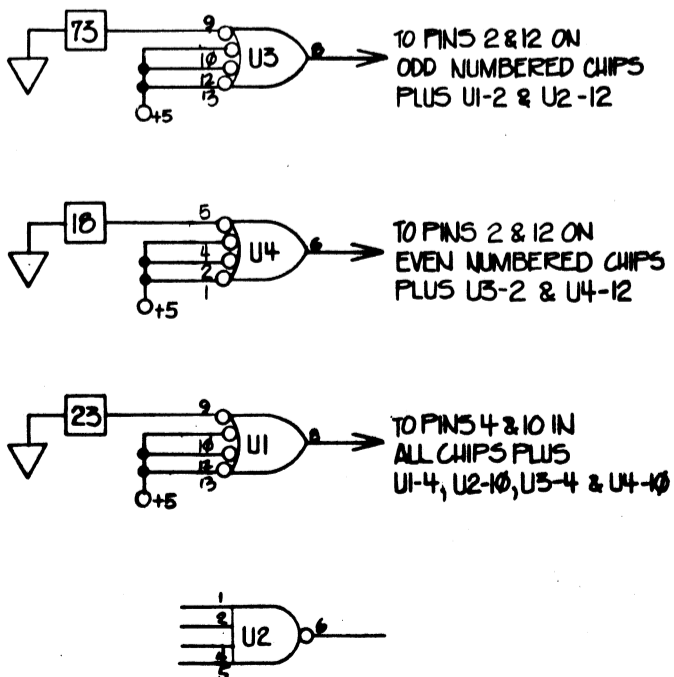 73
9
10
12
13
U3
8
+5
TO PINS 2 & 12 ON
ODD NUMBERED CHIPS
PLUS U1-2 & U2-12
18
5
4
2
1
U4
6
+5
TO PINS 2 & 12 ON
EVEN NUMBERED CHIPS
PLUS U3-2 & U4-12
23
9
1Ø
12
13
U1
8
+5
TO PINS 4 & 10 IN
ALL CHIPS PLUS
U1-4, U2-1Ø, U3-4 & U4-1Ø
1
2
4
5
U2
6